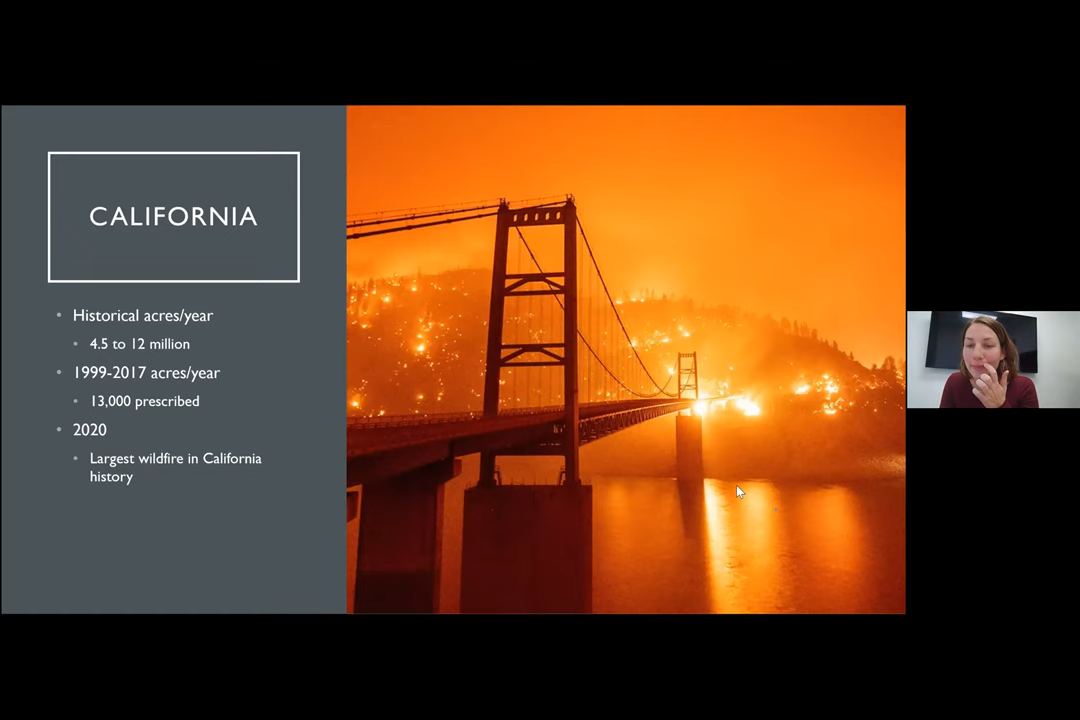 CALIFORNIA
Historical acres/year
4.5 to 12 million
1999-2017 acres/year
13,000 prescribed
2020
Largest wildfire in California
history